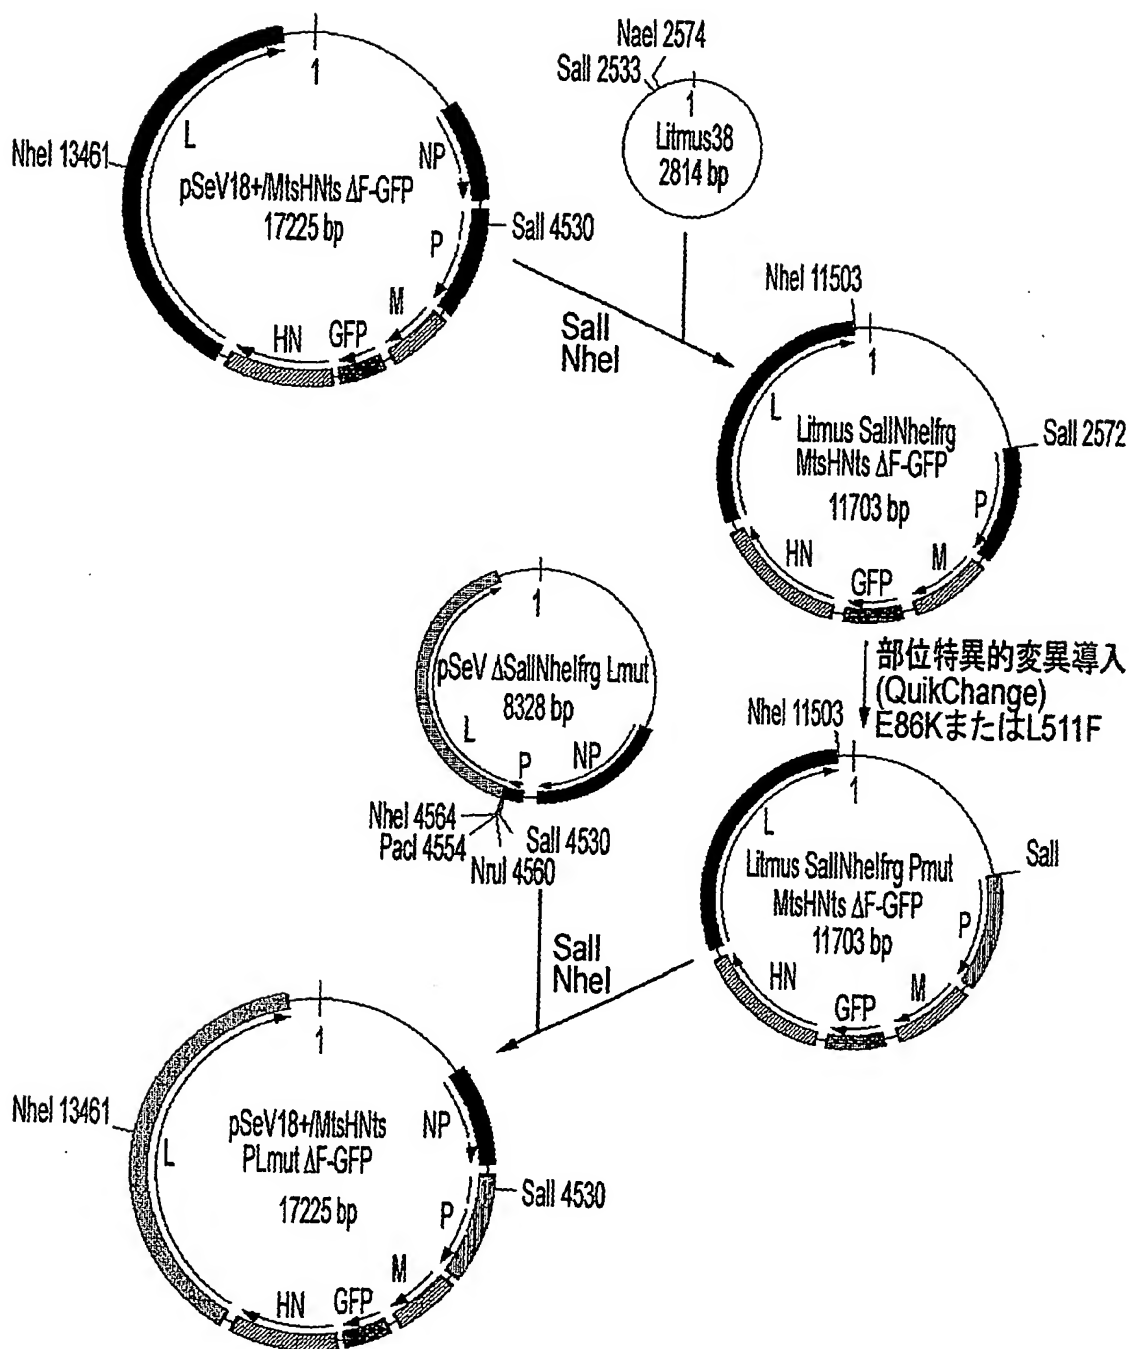 1
L
NP
NheI 13461
pSeV18+/MtsHNts ΔF-GFP
17225 bp
SalI 4530
P
M
GFP
HN
NaeI 2574
SalI 2533
1
Litmus38
2814 bp
SalI
NheI
NheI 11503
1
L
Litmus SalINheIfrg
MtsHNts ΔF-GFP
11703 bp
SalI 2572
P
M
GFP
HN
部位特異的変異導入
(QuikChange)
E86KまたはL511F
1
pSeV ΔSalINheIfrg Lmut
8328 bp
L
P
NP
NheI 4564
PacI 4554
NruI 4560
SalI 4530
NheI 11503
1
L
Litmus SalINheIfrg Pmut
MtsHNts ΔF-GFP
11703 bp
SalI
P
M
GFP
HN
SalI
NheI
1
NheI 13461
L
pSeV18+/MtsHNts
PLmut ΔF-GFP
17225 bp
NP
SalI 4530
P
M
GFP
HN